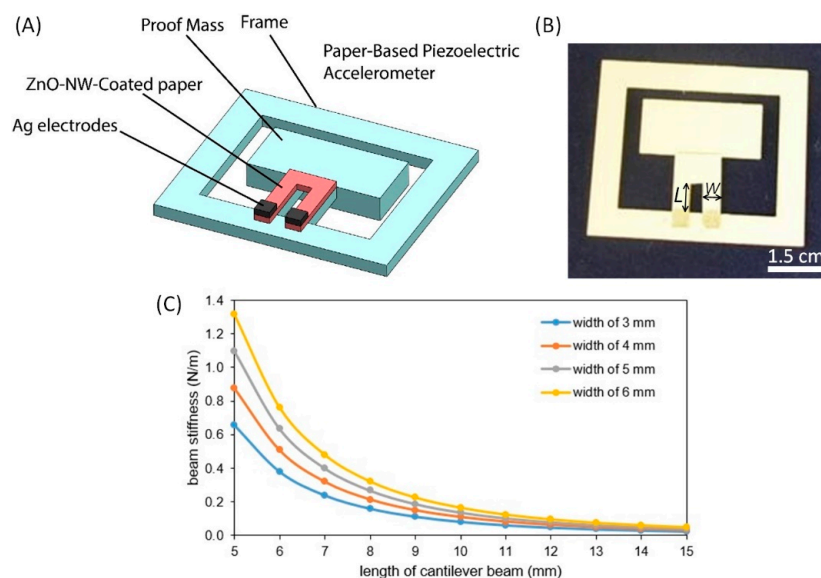 (A)
Proof Mass
Frame
Paper-Based Piezoelectric
Accelerometer
ZnO-NW-Coated paper
Ag electrodes
(B)
L
W
1.5 cm
(C)
1.4
1.2
1.0
0.8
0.6
0.4
0.2
0.0
beam stiffness (N/m)
width of 3 mm
width of 4 mm
width of 5 mm
width of 6 mm
5 6 7 8 9 10 11 12 13 14 15
length of cantilever beam (mm)